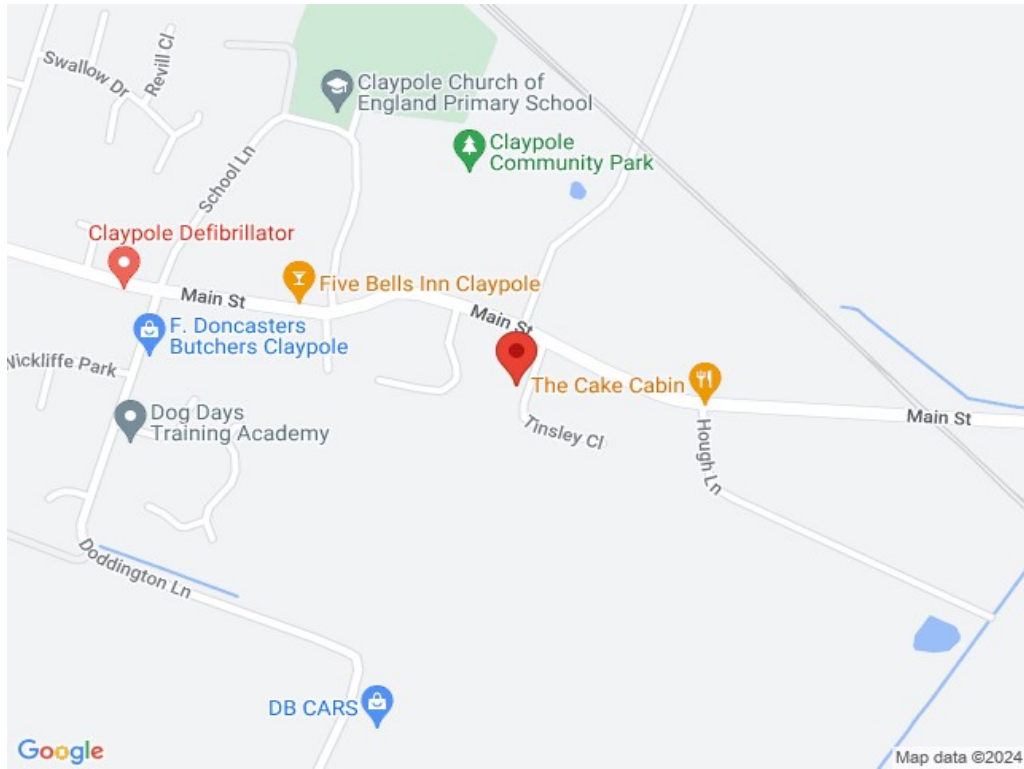 Swallow Dr
Revill Cl
Claypole Church of
England Primary School
Claypole
Community Park
School Ln
Claypole Defibrillator
Main St
Five Bells Inn Claypole
Main St
F. Doncasters
Butchers Claypole
Nickliffe Park
The Cake Cabin
Main St
Dog Days
Training Academy
Tinsley Cl
Hough Ln
Doddington Ln
DB CARS
Google
Map data ©2024